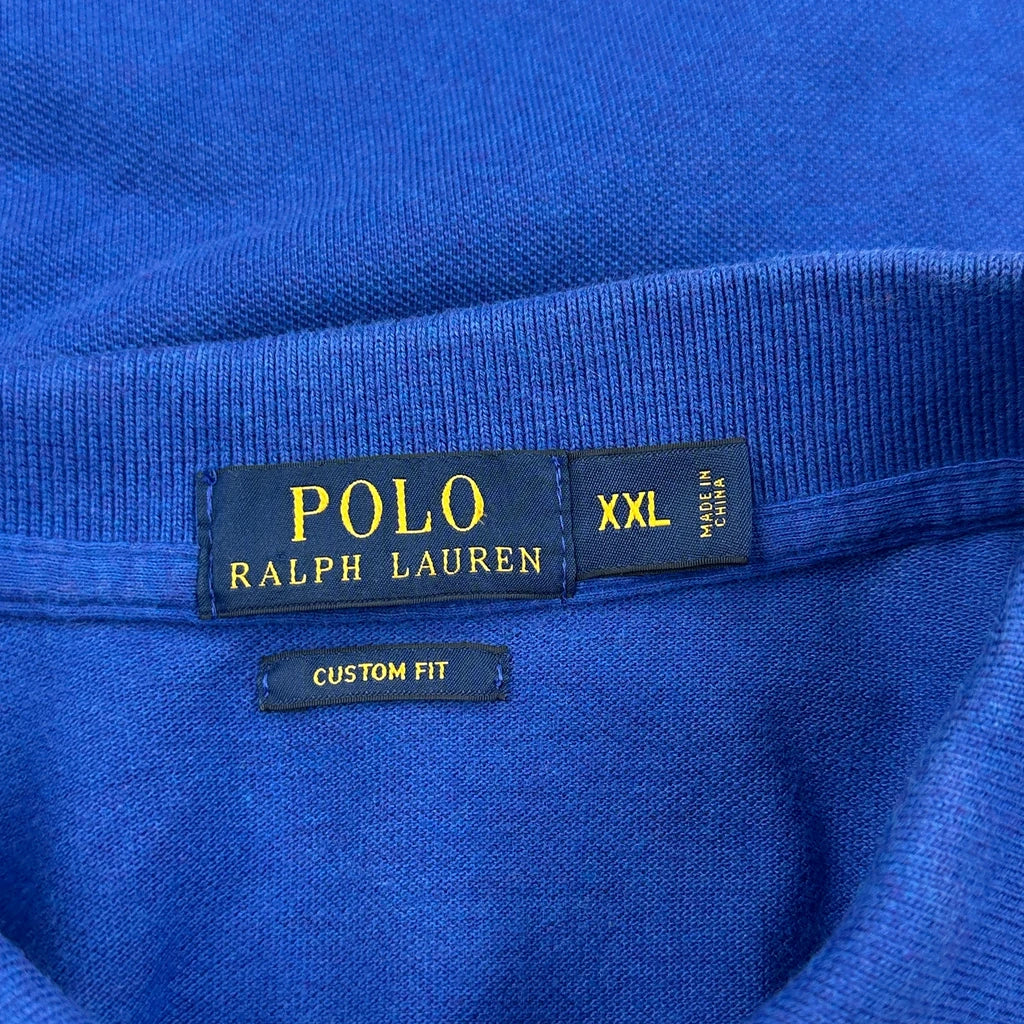 POLO
RALPH LAUREN
XXL
MADE IN
CHINA
CUSTOM FIT